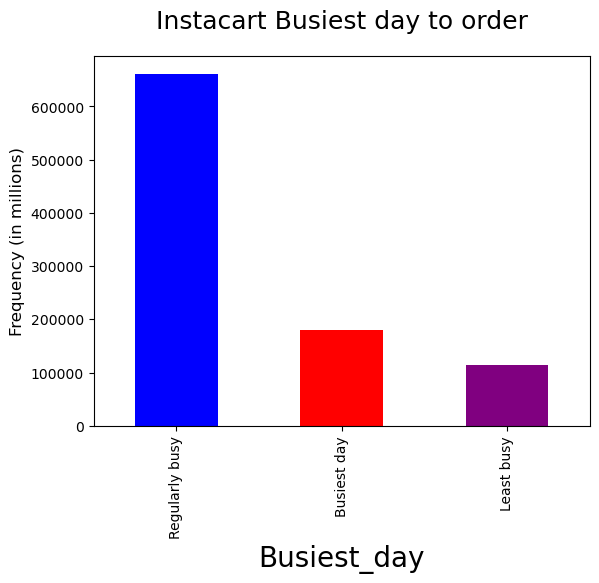 Instacart Busiest day to order
Frequency (in millions)
600000
500000
400000
300000
200000
100000
0
Regularly busy
Busiest day
Least busy
Busiest_day